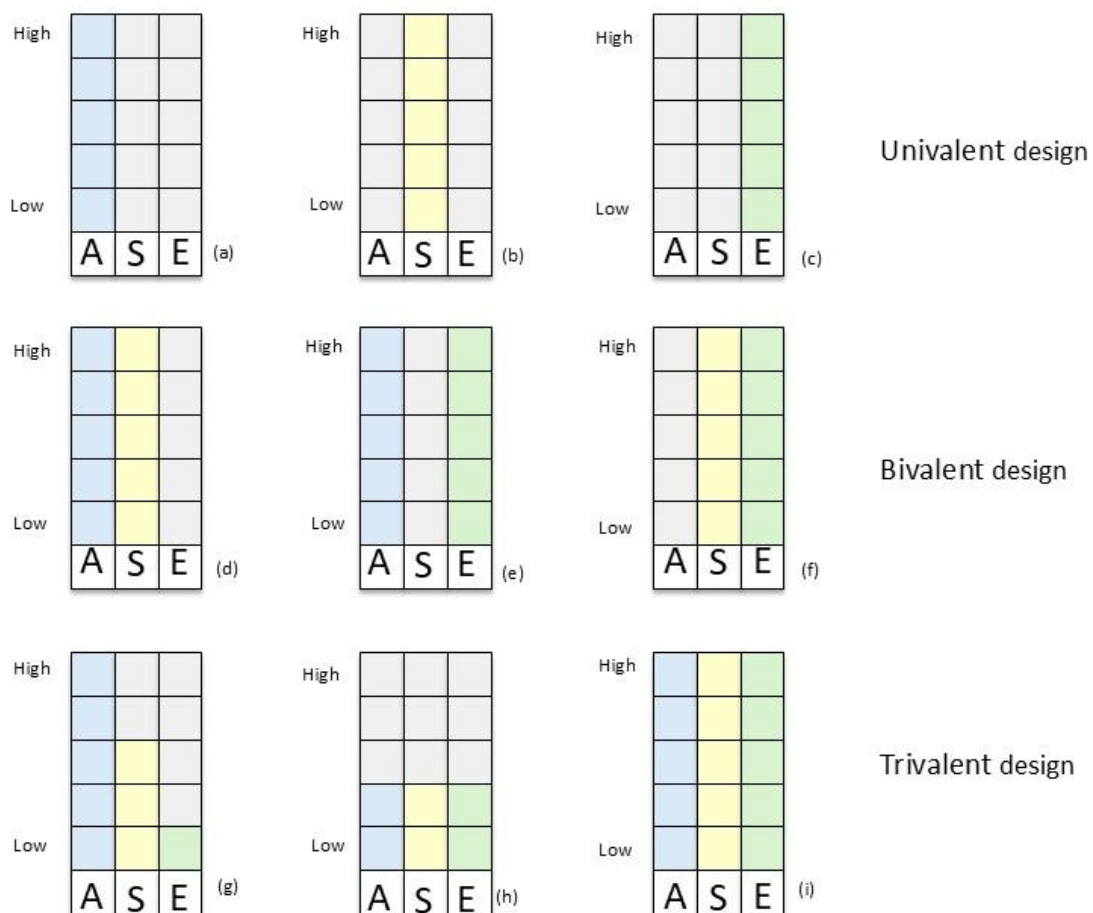 High
High
High
Univalent design
Low
Low
Low
A S E (a)
A S E (b)
A S E (c)
High
High
High
Bivalent design
Low
Low
Low
A S E (d)
A S E (e)
A S E (f)
High
High
High
Trivalent design
Low
Low
Low
A S E (g)
A S E (h)
A S E (i)